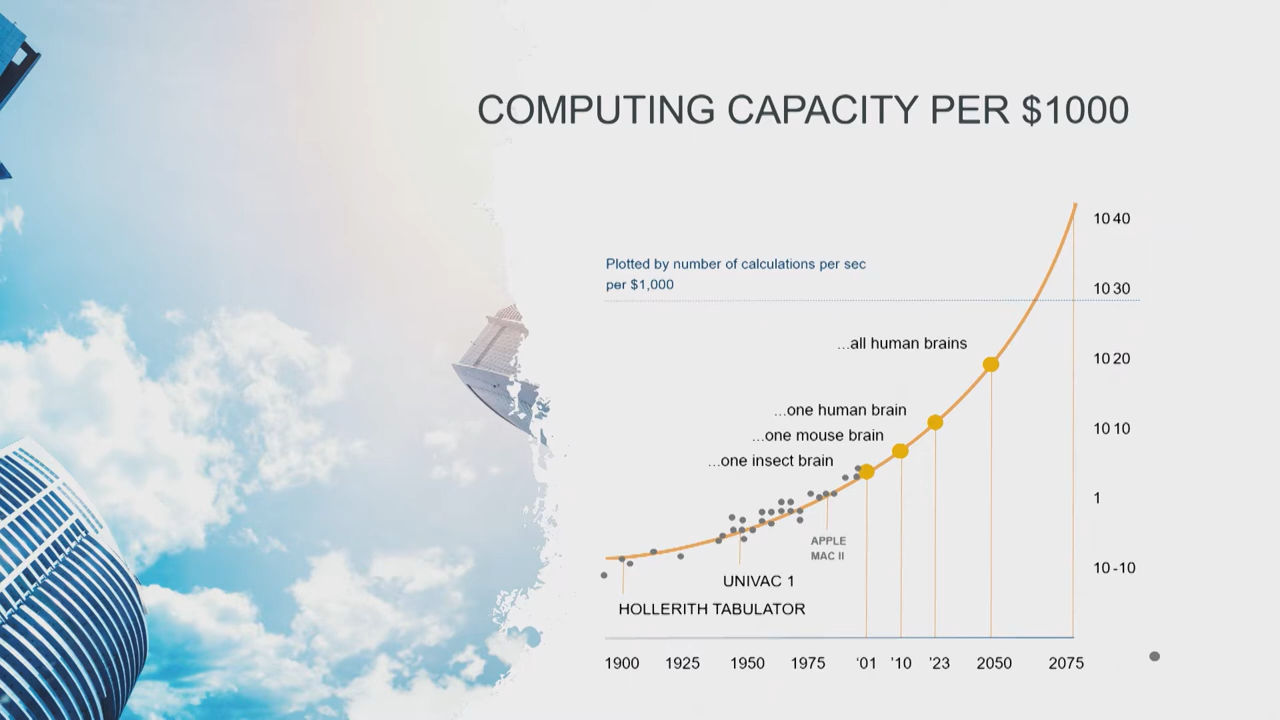 COMPUTING CAPACITY PER $1000
Plotted by number of calculations per sec
per $1,000
10 40
10 30
...all human brains
10 20
...one human brain
10 10
...one mouse brain
...one insect brain
1
APPLE
MAC II
10 -10
UNIVAC 1
HOLLERITH TABULATOR
1900 1925 1950 1975 '01 '10 '23 2050 2075